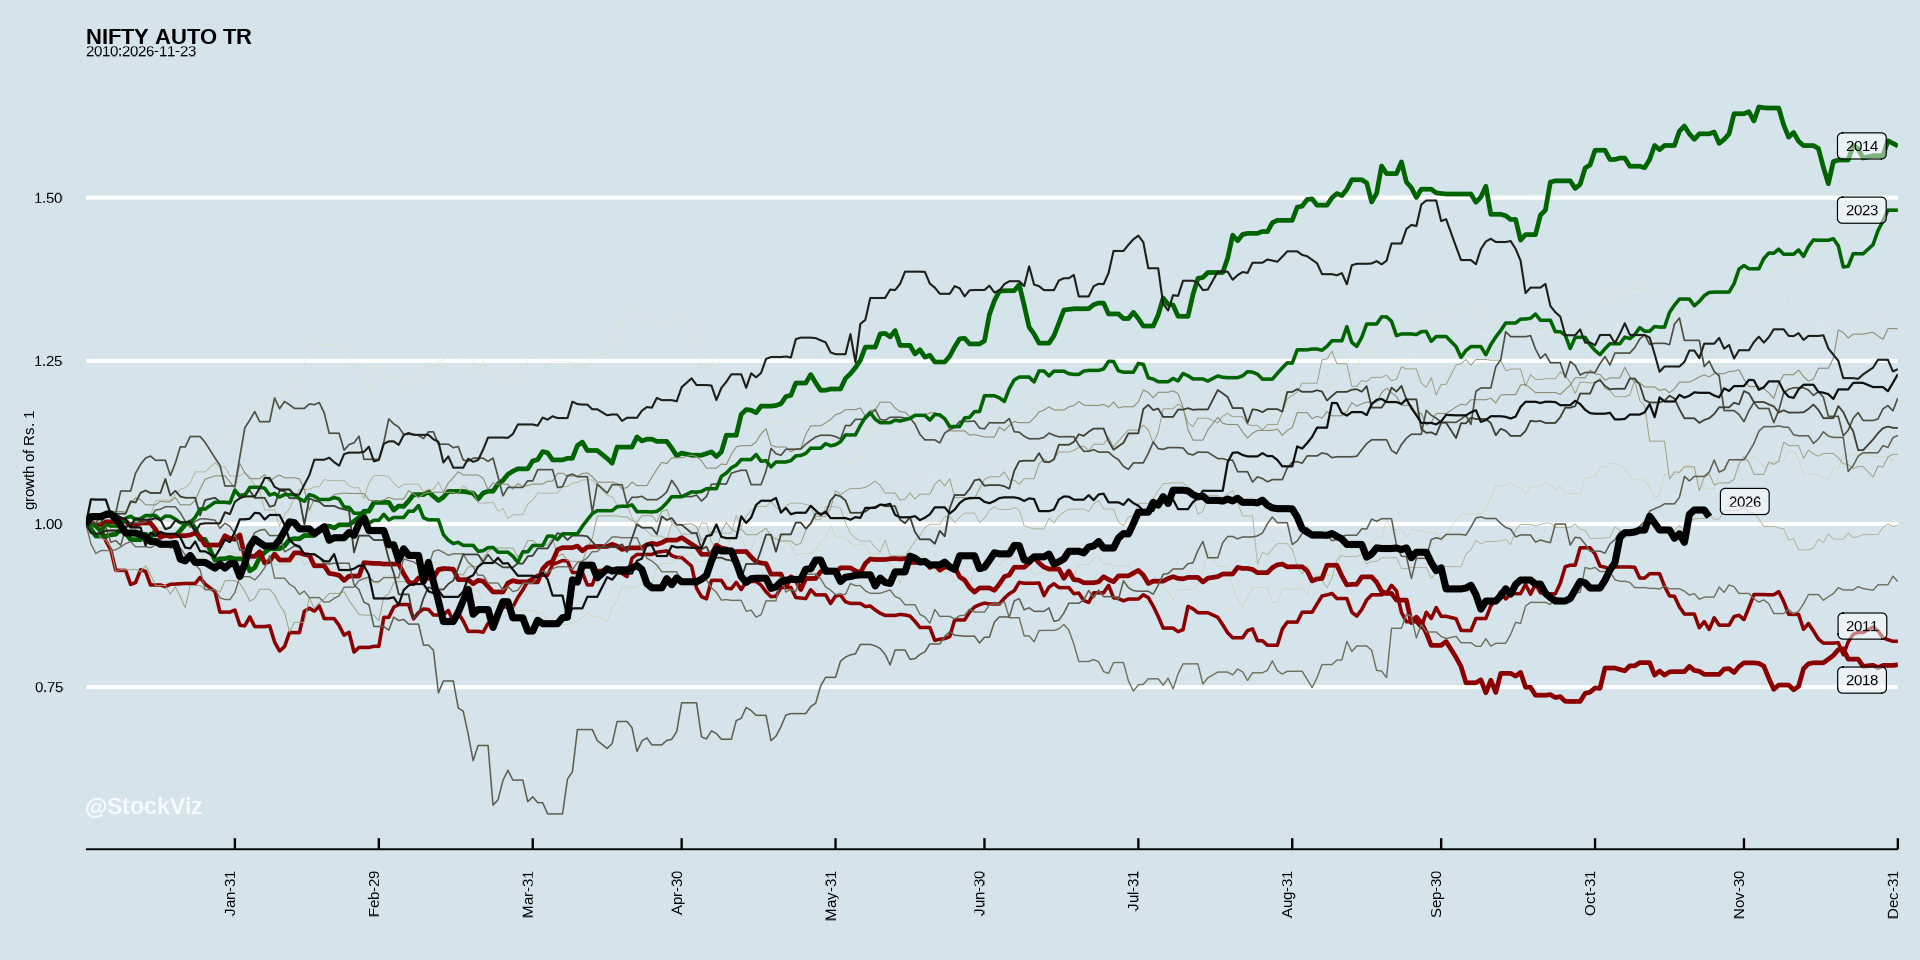 NIFTY AUTO TR
2010:2026-11-23
growth of Rs. 1
1.50
1.25
1.00
0.75
2014
2023
2026
2011
2018
@StockViz
Jan-31
Feb-29
Mar-31
Apr-30
May-31
Jun-30
Jul-31
Aug-31
Sep-30
Oct-31
Nov-30
Dec-31